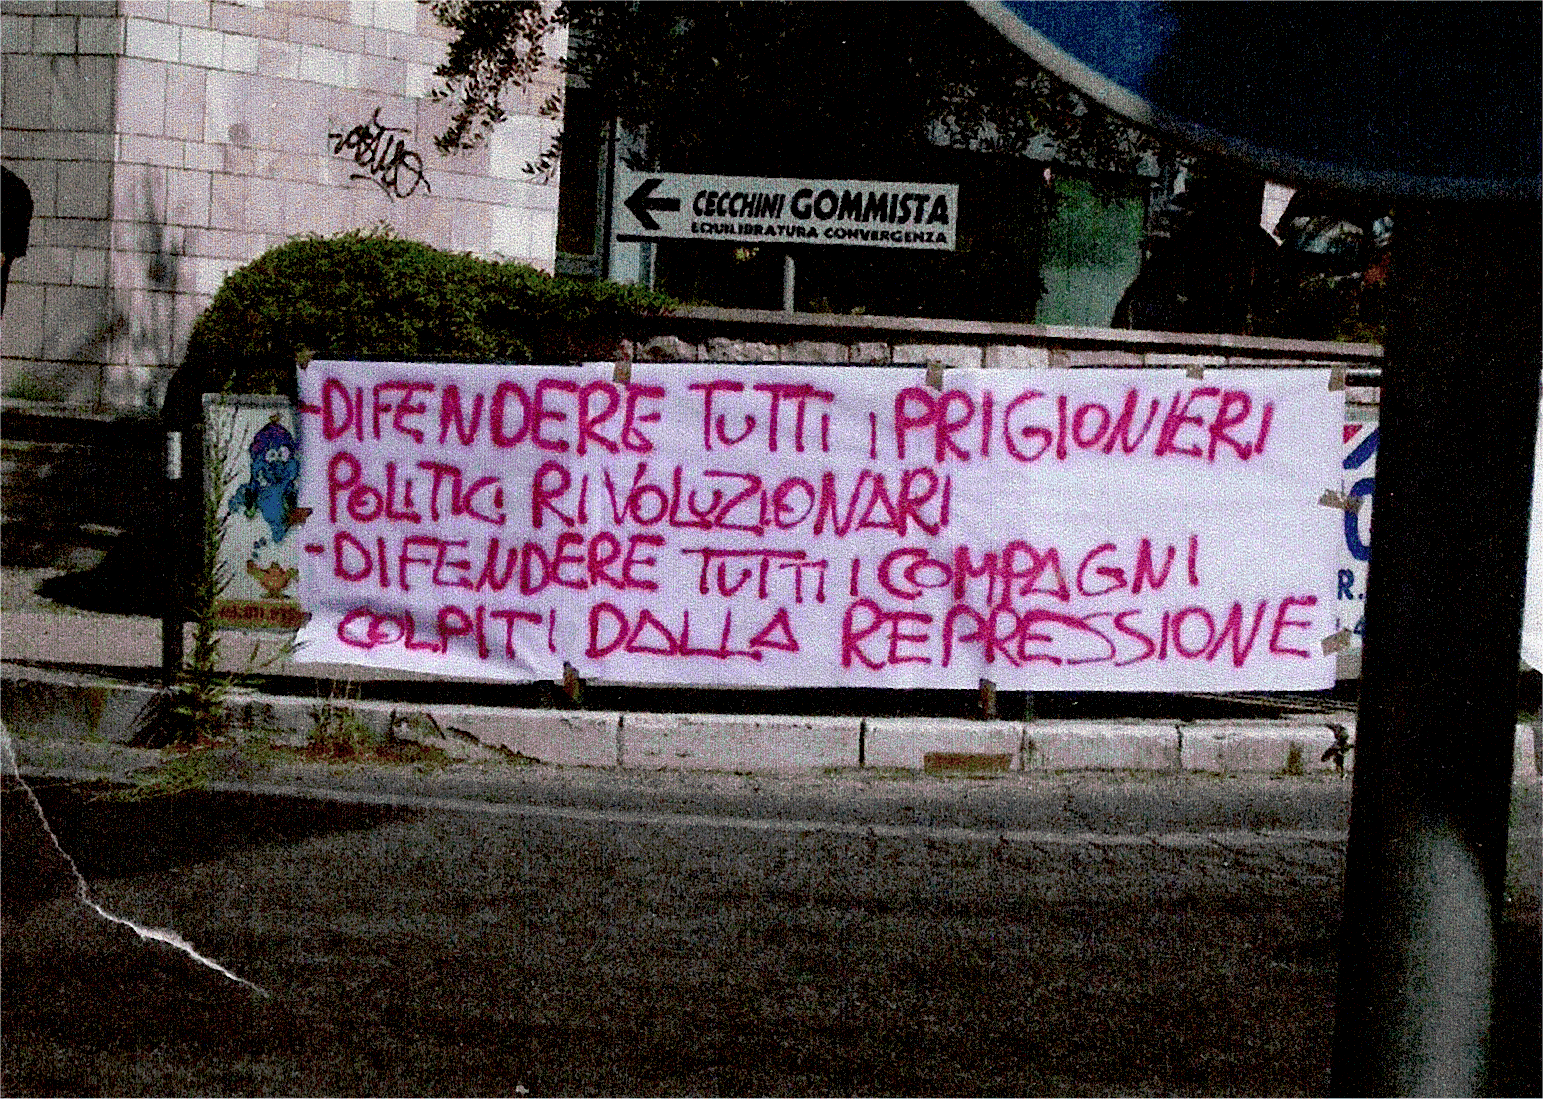 CECCHINI GOMMISTA
EQUILIBRATURA CONVERGENZA
-DIFENDERE TUTTI I PRIGIONIERI
POLITICI RIVOLUZIONARI
-DIFENDERE TUTTI I COMPAGNI
COLPITI DALLA REPRESSIONE